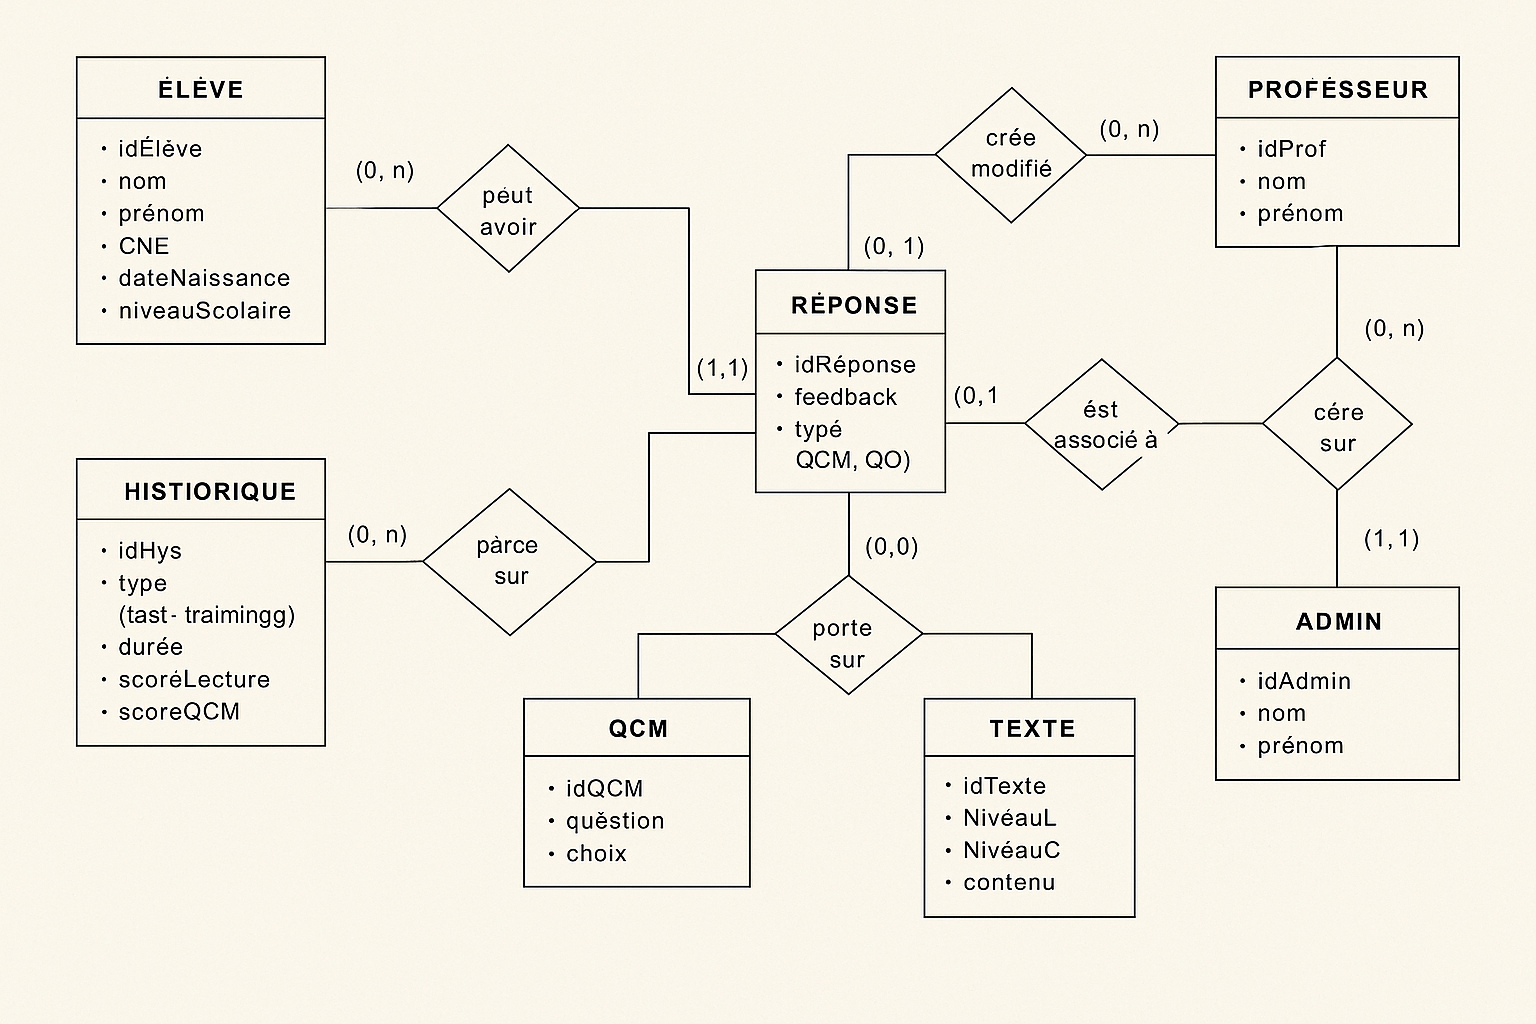 ÉLÉVE
• idÉlêve
• nom
• prénom
• CNE
• dateNaissance
• niveauScolaire
(0, n)
péut
avoir
(1,1)
crée
modifié
(0, n)
(0, 1)
PROFÉSSEUR
• idProf
• nom
• prénom
RÉPONSE
• idRéponse
• feedback
• typé
QCM, QO)
(0,1
ést
associé à
(0, n)
cére
sur
(1,1)
HISTIORIQUE
• idHys
• type
(tast- traimingg)
• durée
• scoréLecture
• scoreQCM
(0, n)
pàrce
sur
(0,0)
porte
sur
QCM
• idQCM
• quěstion
• choix
TEXTE
• idTexte
• NivéauL
• NivéauC
• contenu
ADMIN
• idAdmin
• nom
• prénom